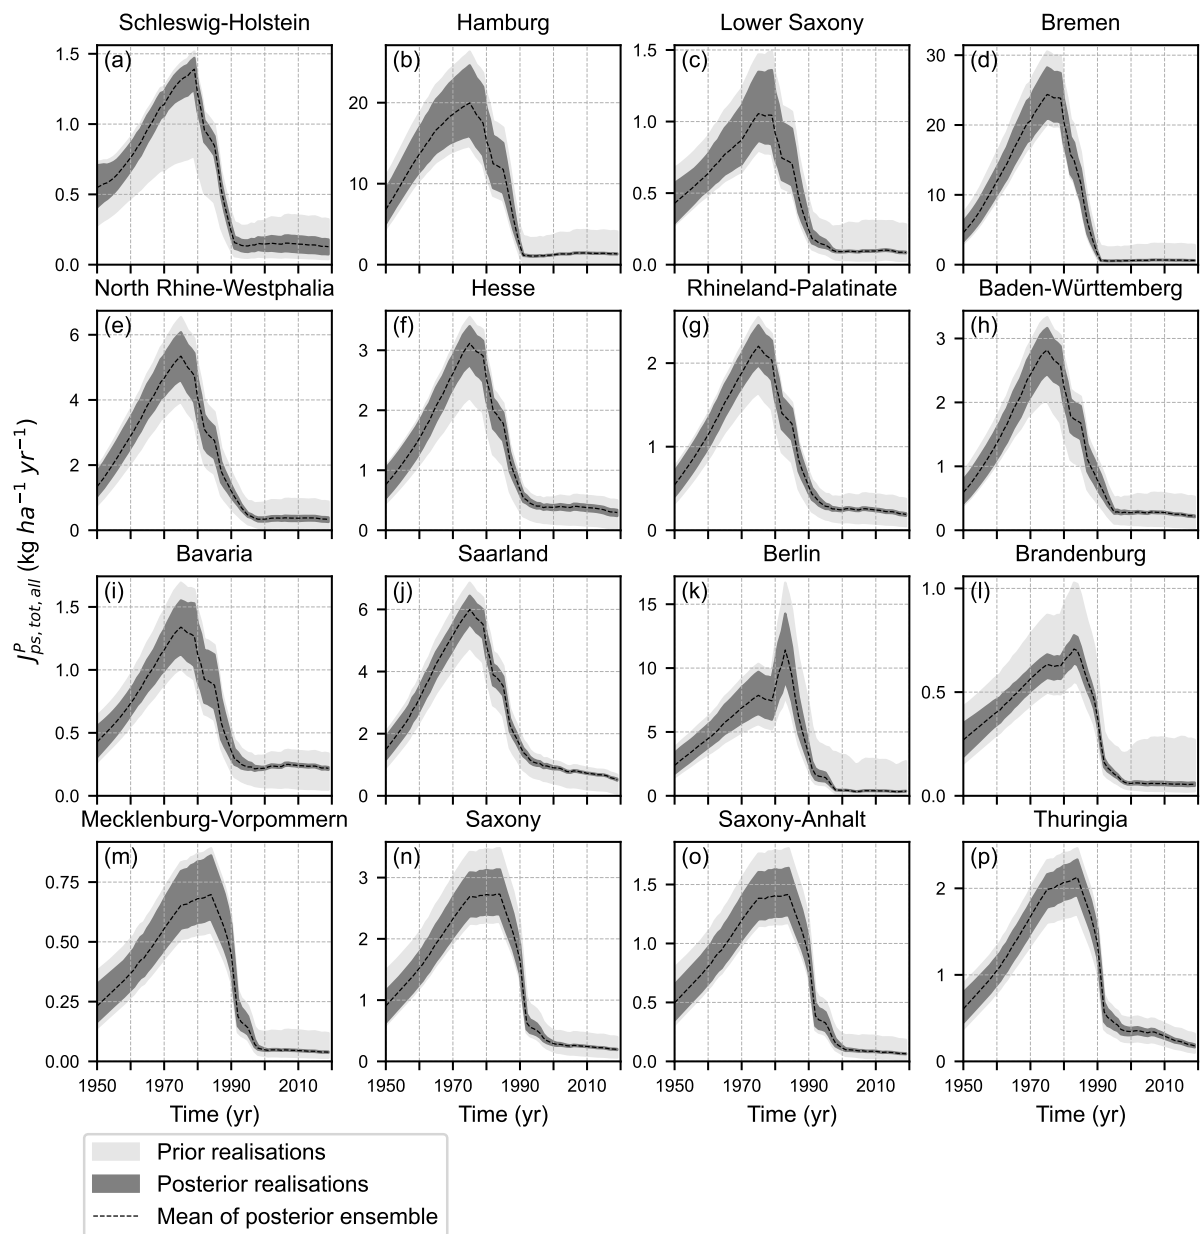 Schleswig-Holstein Hamburg Lower Saxony Bremen
(a) (b) (c) (d)
1.5 1.0 0.5 0.0
20 10 0
1.5 1.0 0.5 0.0
30 20 10 0
North Rhine-Westphalia Hesse Rhineland-Palatinate Baden-Württemberg
(e) (f) (g) (h)
6 4 2 0
3 2 1 0
2 1 0
3 2 1 0
J^P_{ps, tot, all} (kg ha⁻¹ yr⁻¹)
Bavaria Saarland Berlin Brandenburg
(i) (j) (k) (l)
1.5 1.0 0.5 0.0
6 4 2 0
15 10 5 0
1.0 0.5 0.0
Mecklenburg-Vorpommern Saxony Saxony-Anhalt Thuringia
(m) (n) (o) (p)
0.75 0.50 0.25 0.00
3 2 1 0
1.5 1.0 0.5 0.0
2 1 0
1950 1970 1990 2010 1950 1970 1990 2010 1950 1970 1990 2010 1950 1970 1990 2010
Time (yr) Time (yr) Time (yr) Time (yr)
Prior realisations
Posterior realisations
Mean of posterior ensemble